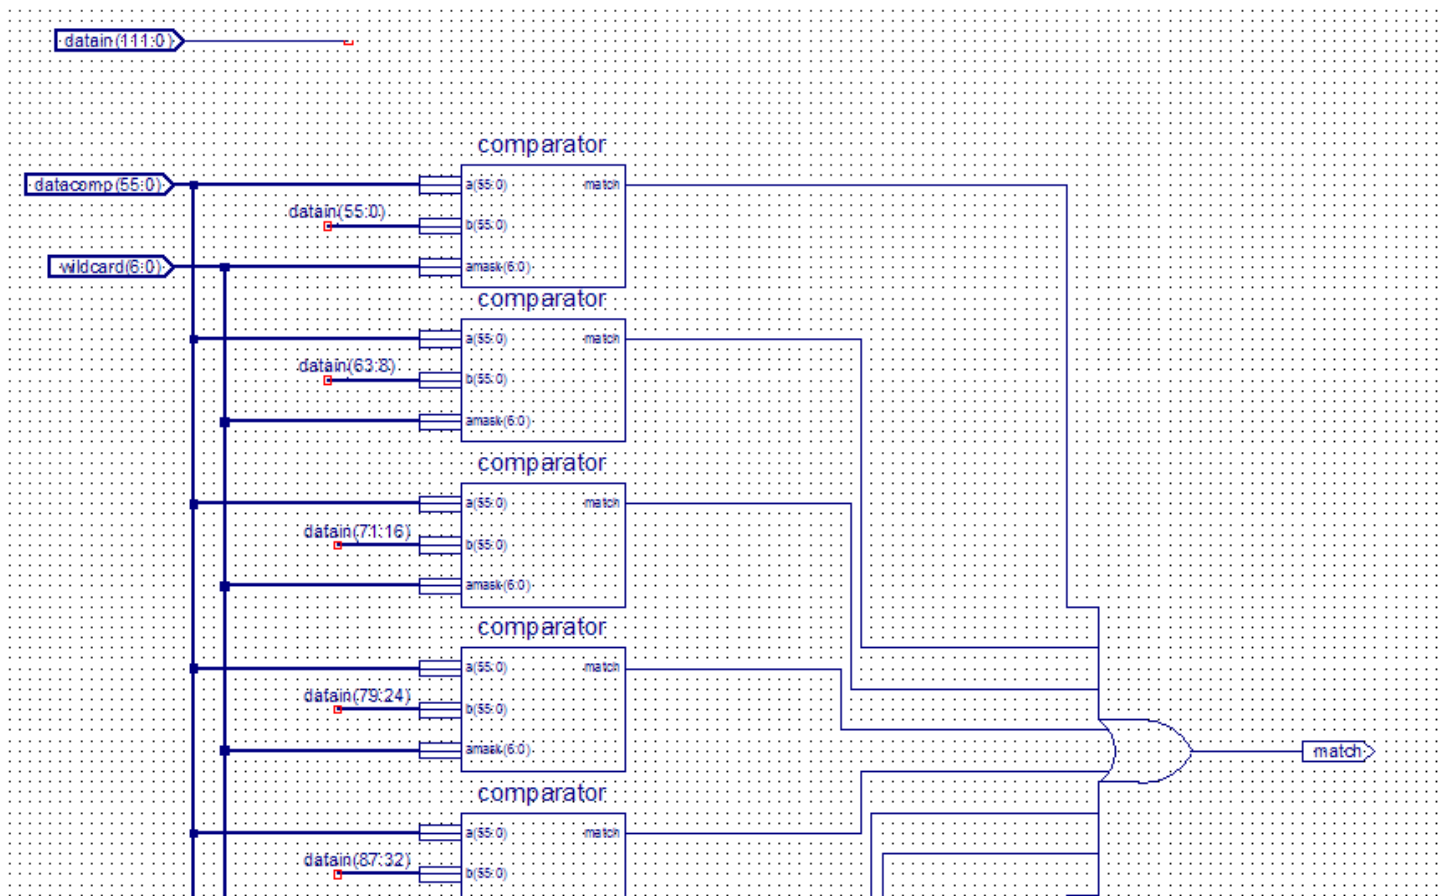 datain(111:0)
comparator
datacomp(55:0)
a(55:0)
match
datain(55:0)
b(55:0)
wildcard(6:0)
amask(6:0)
comparator
a(55:0)
match
datain(63:8)
b(55:0)
amask(6:0)
comparator
a(55:0)
match
datain(71:16)
b(55:0)
amask(6:0)
comparator
a(55:0)
match
datain(79:24)
b(55:0)
amask(6:0)
match
comparator
a(55:0)
match
datain(87:32)
b(55:0)